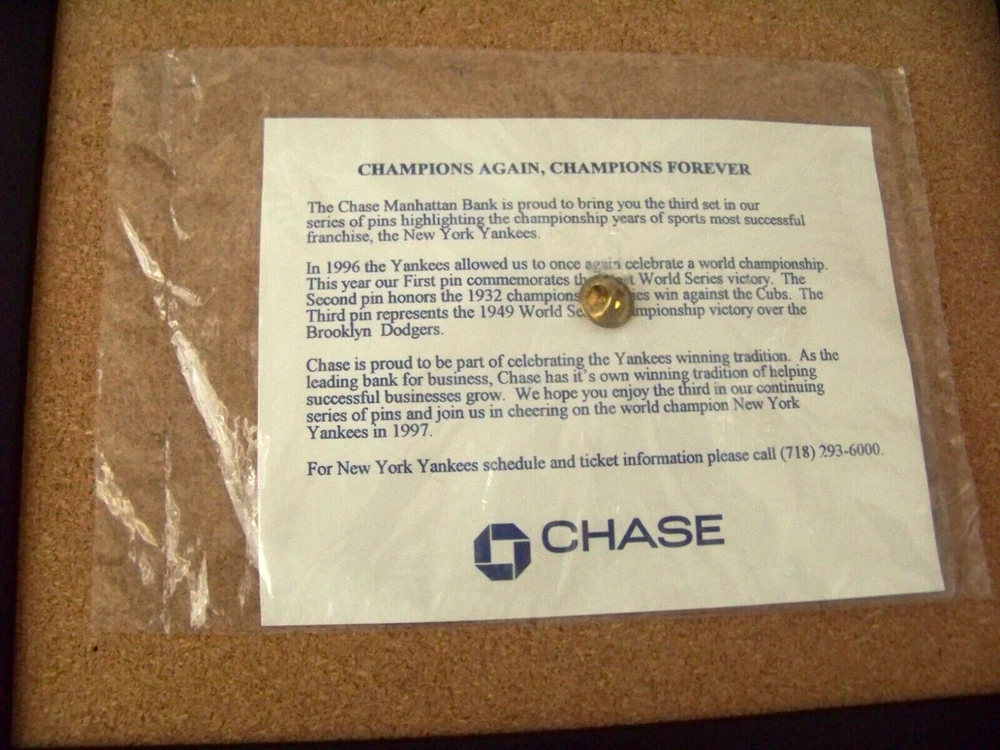 CHAMPIONS AGAIN, CHAMPIONS FOREVER
The Chase Manhattan Bank is proud to bring you the third set in our
series of pins highlighting the championship years of sports most successful
franchise, the New York Yankees.
In 1996 the Yankees allowed us to once again celebrate a world championship.
This year our First pin commemorates World Series victory. The
Second pin honors the 1932 win against the Cubs. The
Third pin represents the 1949 World victory over the
Brooklyn Dodgers.
Chase is proud to be part of celebrating the Yankees winning tradition. As the
leading bank for business, Chase has it's own winning tradition of helping
successful businesses grow. We hope you enjoy the third in our continuing
series of pins and join us in cheering on the world champion New York
Yankees in 1997.
For New York Yankees schedule and ticket information please call (718) 293-6000.
CHASE